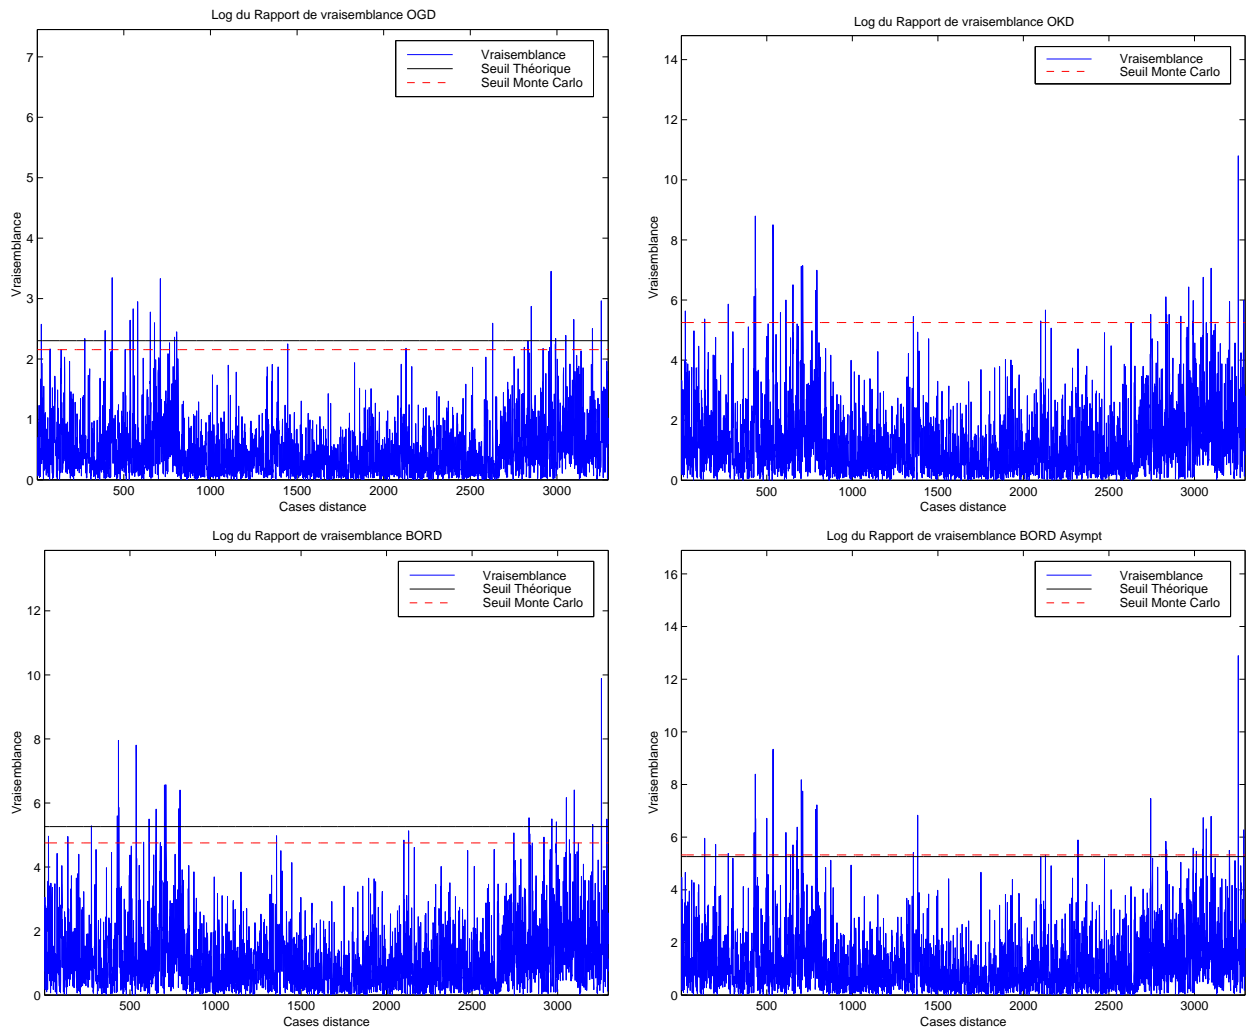 Log du Rapport de vraisemblance OGD
Vraisemblance
Seuil Théorique
Seuil Monte Carlo
7
6
5
4
3
2
1
0
Vraisemblance
500 1000 1500 2000 2500 3000
Cases distance
Log du Rapport de vraisemblance OKD
Vraisemblance
Seuil Monte Carlo
14
12
10
8
6
4
2
0
Vraisemblance
500 1000 1500 2000 2500 3000
Cases distance
Log du Rapport de vraisemblance BORD
Vraisemblance
Seuil Théorique
Seuil Monte Carlo
12
10
8
6
4
2
0
Vraisemblance
500 1000 1500 2000 2500 3000
Cases distance
Log du Rapport de vraisemblance BORD Asympt
Vraisemblance
Seuil Théorique
Seuil Monte Carlo
16
14
12
10
8
6
4
2
0
Vraisemblance
500 1000 1500 2000 2500 3000
Cases distance